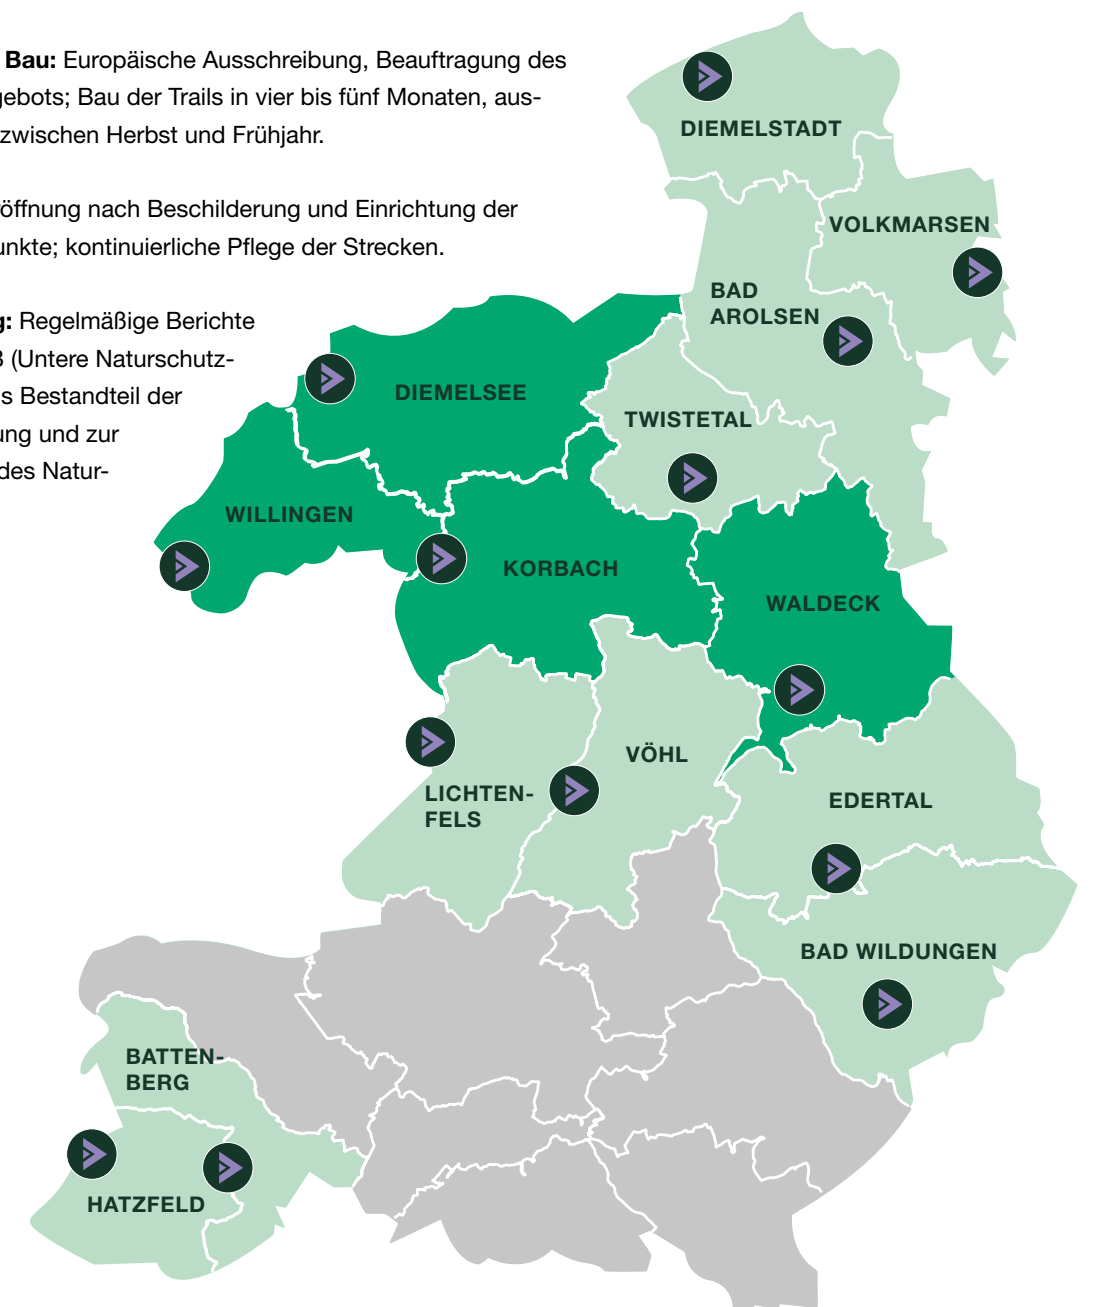 Bau: Europäische Ausschreibung, Beauftragung des
gebots; Bau der Trails in vier bis fünf Monaten, aus-
zwischen Herbst und Frühjahr.
öffnung nach Beschilderung und Einrichtung der
unkte; kontinuierliche Pflege der Strecken.
g: Regelmäßige Berichte
(Untere Naturschutz-
s Bestandteil der
ung und zur
des Natur-
DIEMELSTADT
VOLKMARSEN
BAD
AROLSEN
DIEMELSEE
TWISTETAL
WILLINGEN
KORBACH
WALDECK
VÖHL
LICHTEN-
FELS
EDERTAL
BAD WILDUNGEN
BATTEN-
BERG
HATZFELD